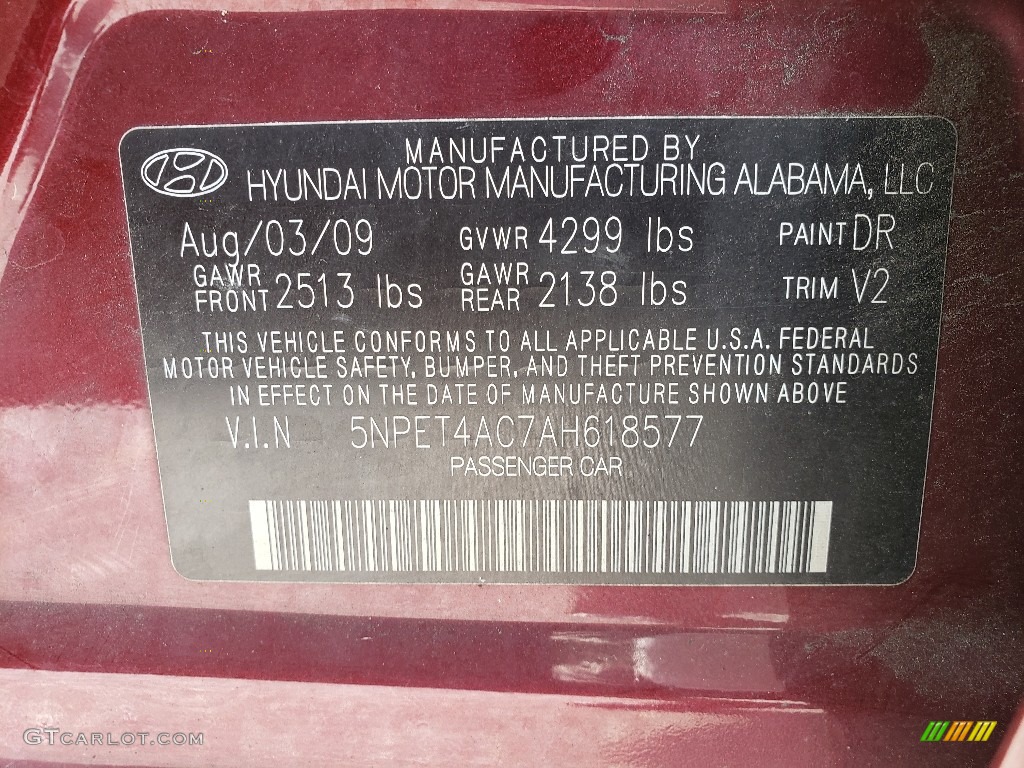 MANUFACTURED BY
HYUNDAI MOTOR MANUFACTURING ALABAMA, LLC
Aug/03/09 GVWR 4299 lbs PAINT DR
GAWR FRONT 2513 lbs GAWR REAR 2138 lbs TRIM V2
THIS VEHICLE CONFORMS TO ALL APPLICABLE U.S.A. FEDERAL
MOTOR VEHICLE SAFETY, BUMPER, AND THEFT PREVENTION STANDARDS
IN EFFECT ON THE DATE OF MANUFACTURE SHOWN ABOVE
V.I.N 5NPET4AC7AH618577
PASSENGER CAR
GTCARLOT.COM